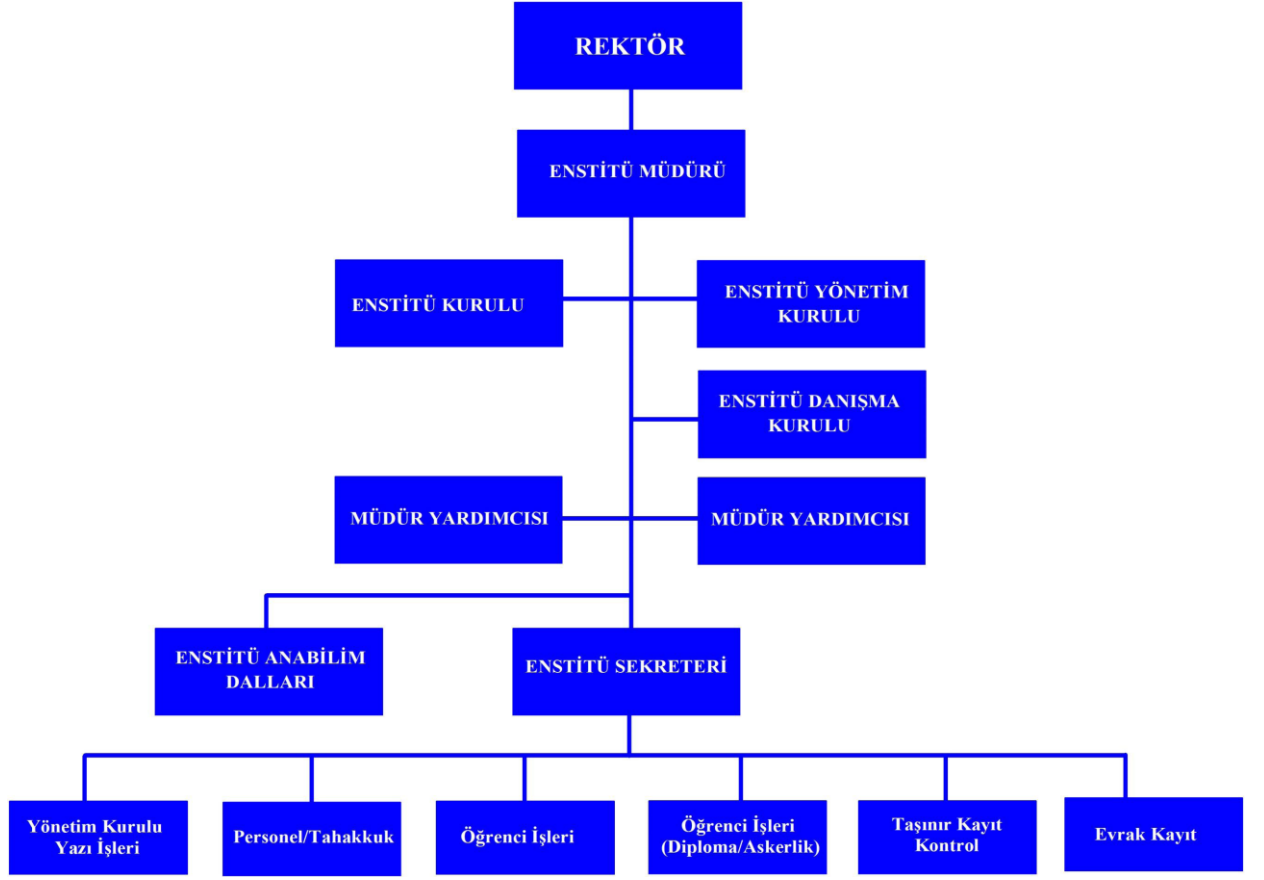 REKTÖR
ENSTİTÜ MÜDÜRÜ
ENSTİTÜ KURULU
ENSTİTÜ YÖNETİM
KURULU
ENSTİTÜ DANIŞMA
KURULU
MÜDÜR YARDIMCISI
MÜDÜR YARDIMCISI
ENSTİTÜ ANABİLİM
DALLARI
ENSTİTÜ SEKRETERİ
Yönetim Kurulu
Yazı İşleri
Personel/Tahakkuk
Öğrenci İşleri
Öğrenci İşleri
(Diploma/Askerlik)
Taşınır Kayıt
Kontrol
Evrak Kayıt